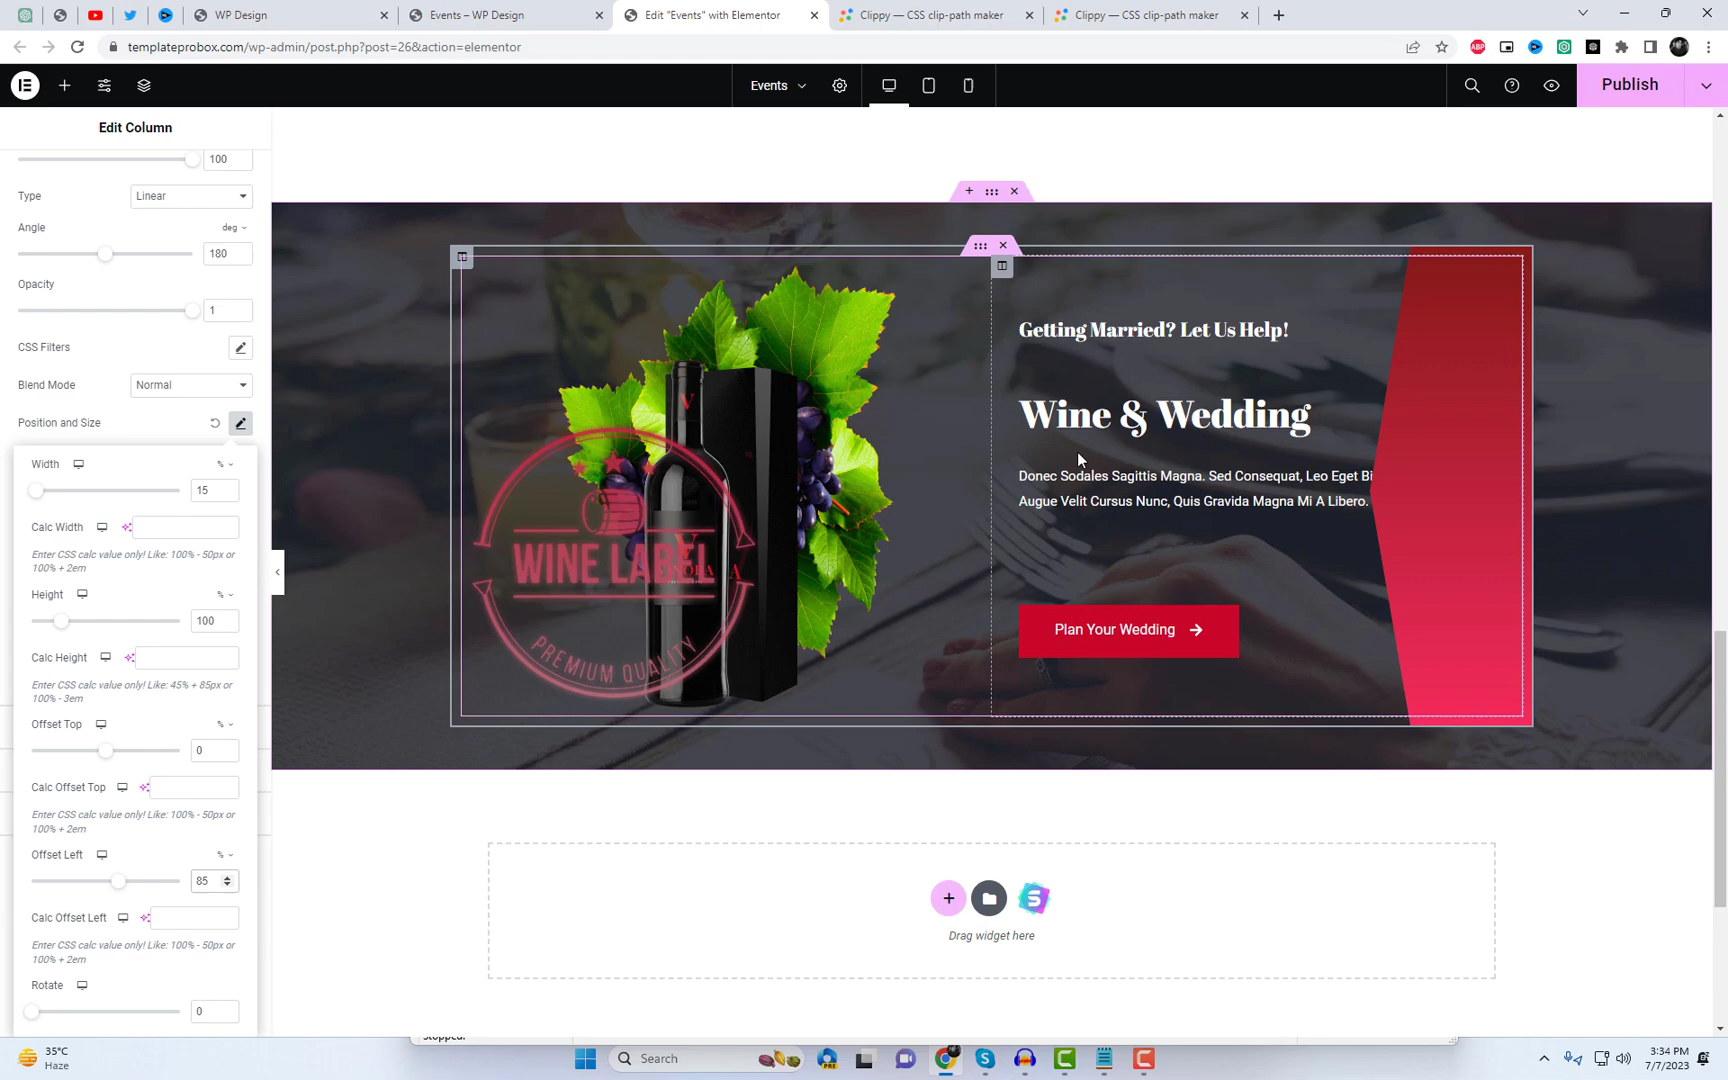 WP Design
Events – WP Design
Edit "Events" with Elementor
Clippy — CSS clip-path maker
Clippy — CSS clip-path maker
templateprobox.com/wp-admin/post.php?post=26&action=elementor
ABP
Events
Publish
Edit Column
100
Type
Linear
Angle
deg
180
Opacity
1
CSS Filters
Blend Mode
Normal
Position and Size
Width
%
15
Calc Width
Enter CSS calc value only! Like: 100% - 50px or
100% + 2em
Height
%
100
Calc Height
Enter CSS calc value only! Like: 45% + 85px or
100% - 3em
Offset Top
%
0
Calc Offset Top
Enter CSS calc value only! Like: 100% - 50px or
100% + 2em
Offset Left
%
85
Calc Offset Left
Enter CSS calc value only! Like: 100% - 50px or
100% + 2em
Rotate
0
V
WINE LABEL
PREMIUM QUALITY
Getting Married? Let Us Help!
Wine & Wedding
Donec Sodales Sagittis Magna. Sed Consequat, Leo Eget Bi
Augue Velit Cursus Nunc, Quis Gravida Magna Mi A Libero.
Plan Your Wedding
Drag widget here
stopped.
35°C
Haze
Search
PRE
3:34 PM
7/7/2023